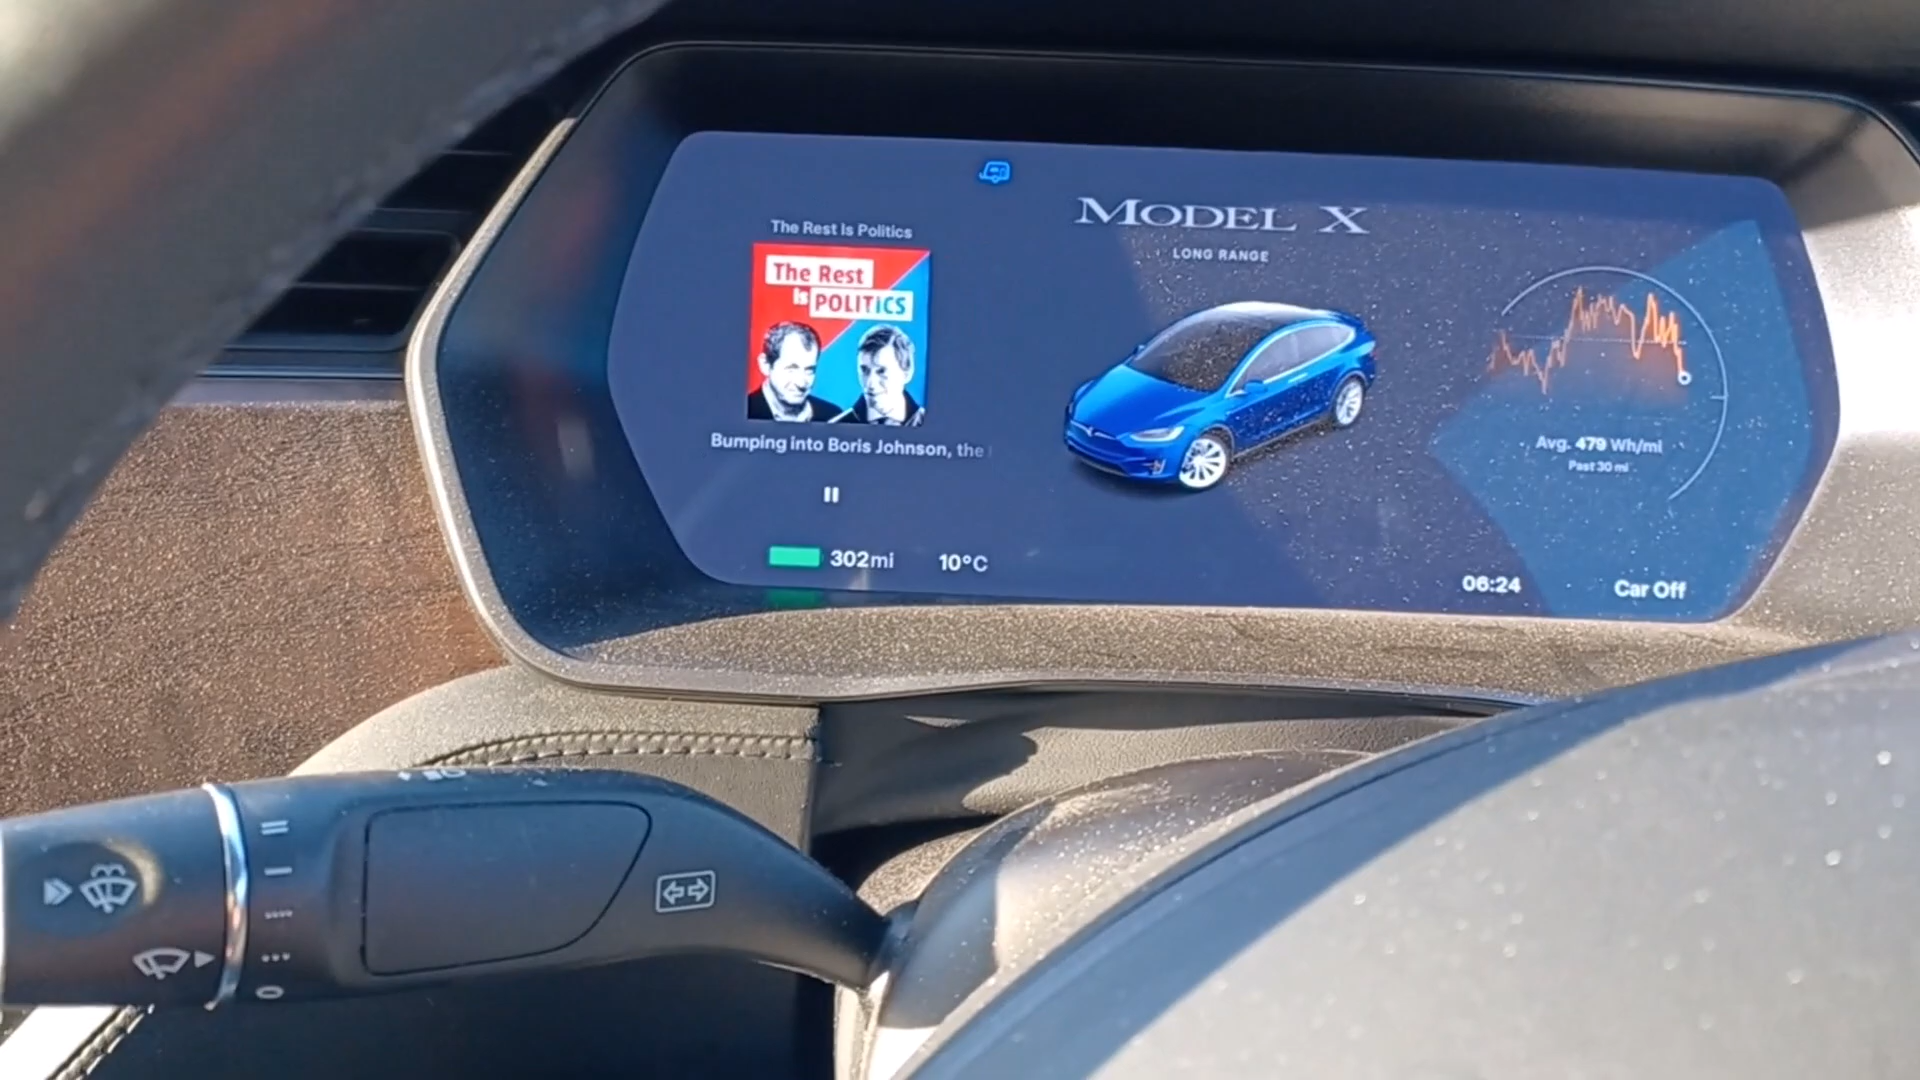 The Rest Is Politics
The Rest
Is POLITICS
Bumping into Boris Johnson, the
302mi
10°C
MODEL X
LONG RANGE
Avg. 479 Wh/mi
Past 30 mi
06:24
Car Off